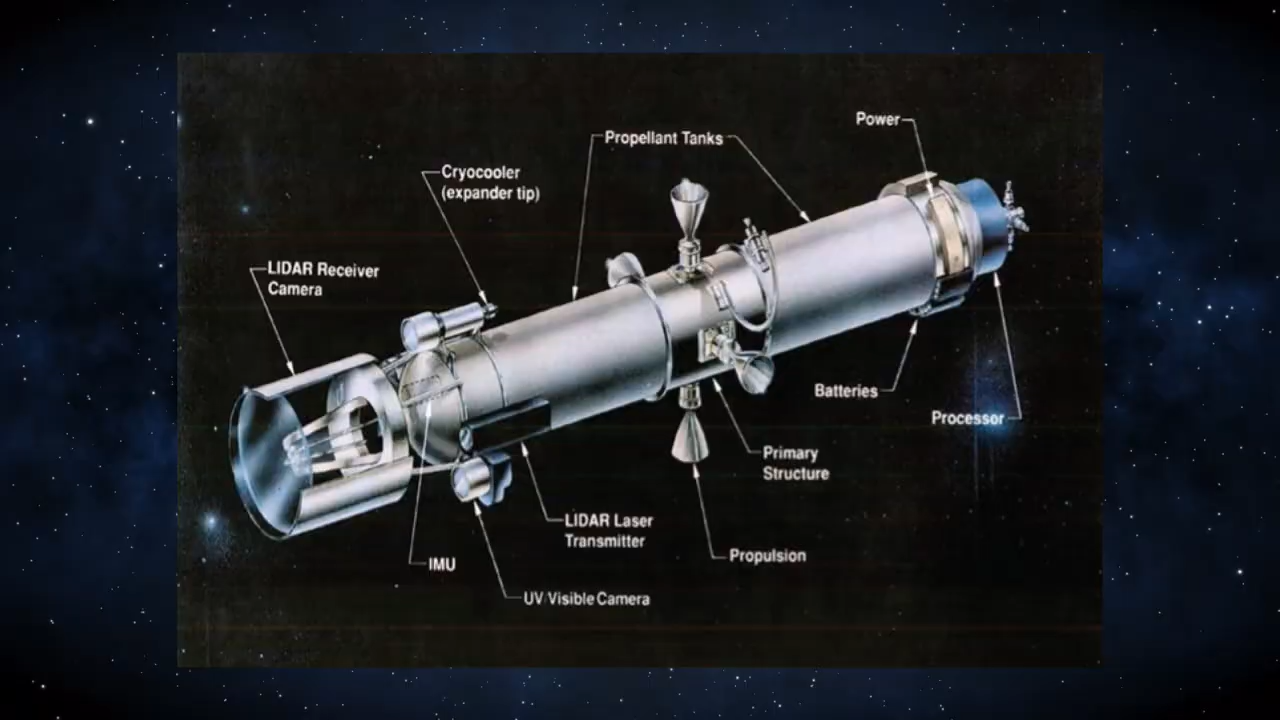 Power
Propellant Tanks
Cryocooler
(expander tip)
LIDAR Receiver
Camera
Batteries
Processor
Primary
Structure
LIDAR Laser
Transmitter
Propulsion
IMU
UV Visible Camera